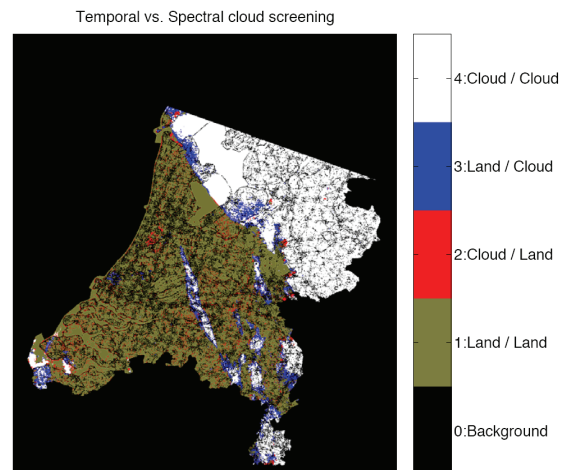 Temporal vs. Spectral cloud screening
4:Cloud / Cloud
3:Land / Cloud
2:Cloud / Land
1:Land / Land
0:Background